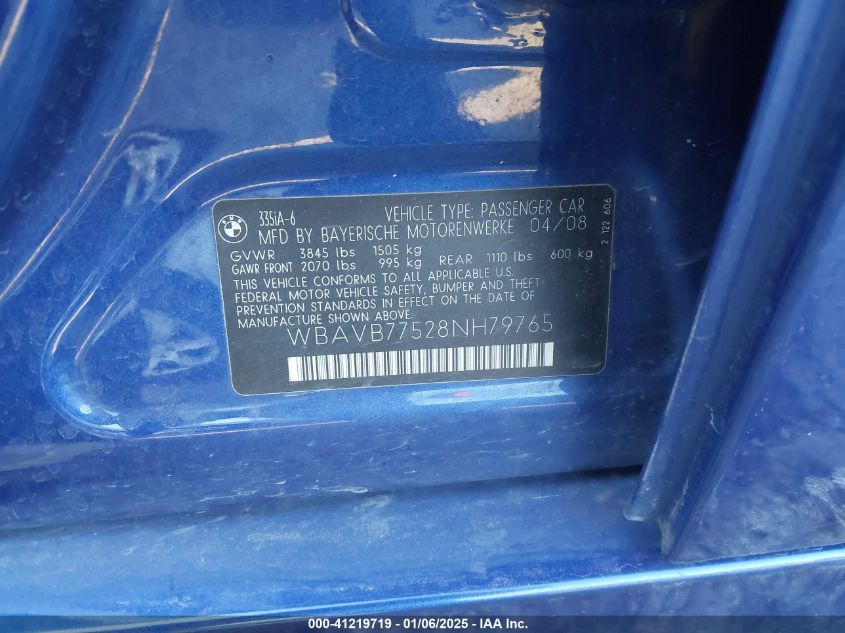 BMW
335iA-6 VEHICLE TYPE: PASSENGER CAR
MFD BY BAYERISCHE MOTORENWERKE 04/08
GVWR 3845 lbs 1505 kg
GAWR FRONT 2070 lbs 995 kg REAR 1110 lbs 600 kg
THIS VEHICLE CONFORMS TO ALL APPLICABLE U.S.
FEDERAL MOTOR VEHICLE SAFETY, BUMPER AND THEFT
PREVENTION STANDARDS IN EFFECT ON THE DATE OF
MANUFACTURE SHOWN ABOVE.
WBAVB77528NH79765
2 122 606
000-41219719 - 01/06/2025 - IAA Inc.